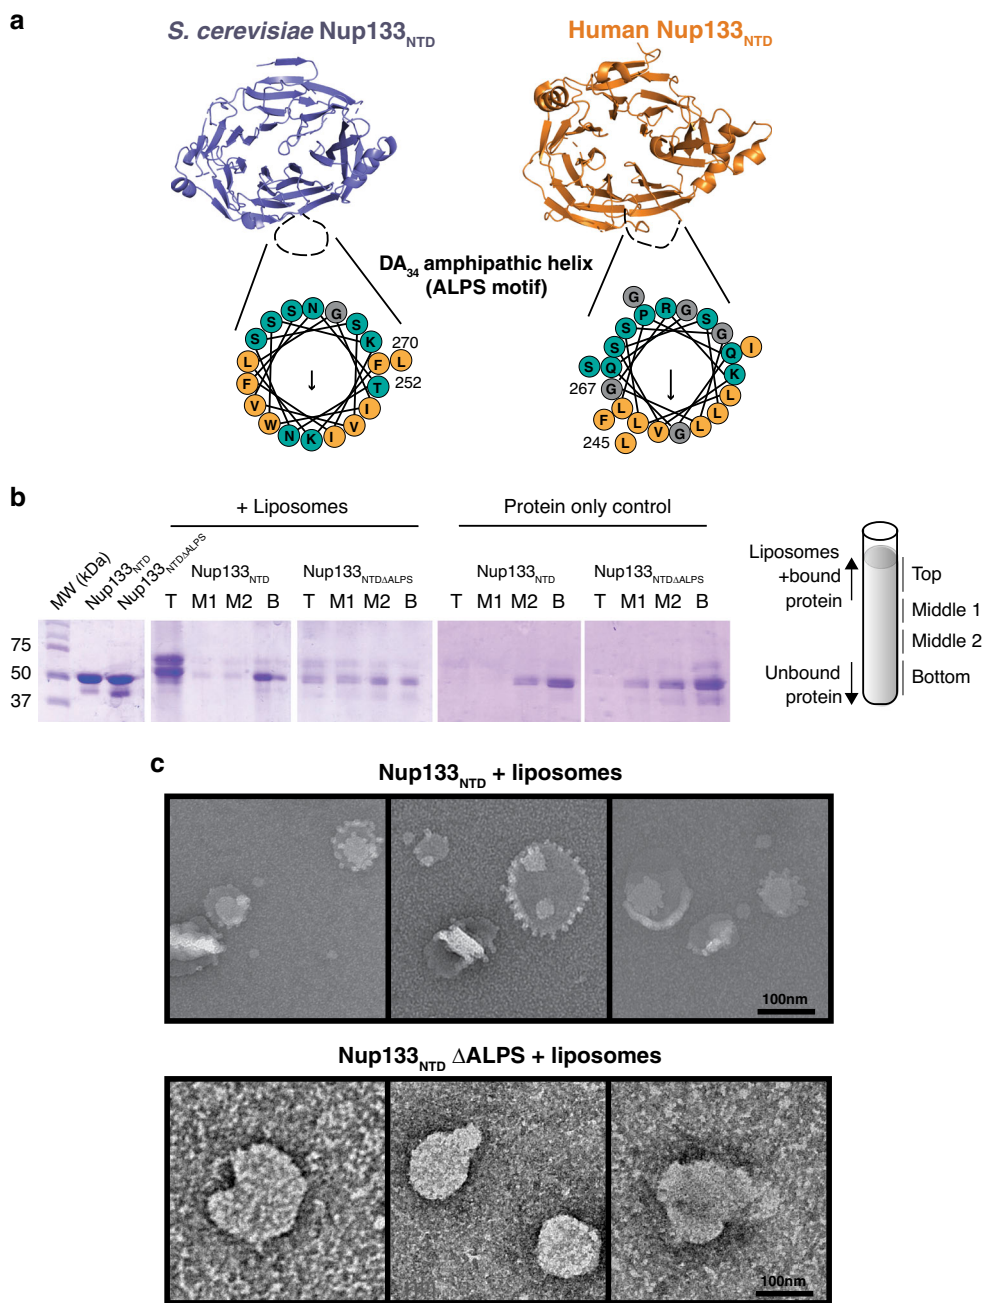 a
S. cerevisiae Nup133NTD
Human Nup133NTD
DA34 amphipathic helix
(ALPS motif)
S S S N G S K F L T I V I K N W V F L
270
252
G P R G S G Q I K L L L G V L L F G Q S S S
267
245
b
+ Liposomes
Protein only control
MW (kDa)
Nup133NTD
Nup133NTDΔALPS
Nup133NTD
Nup133NTDΔALPS
Nup133NTD
Nup133NTDΔALPS
T M1 M2 B T M1 M2 B T M1 M2 B T M1 M2 B
75
50
37
Liposomes
+bound
protein
Unbound
protein
Top
Middle 1
Middle 2
Bottom
c
Nup133NTD + liposomes
100nm
Nup133NTD ΔALPS + liposomes
100nm